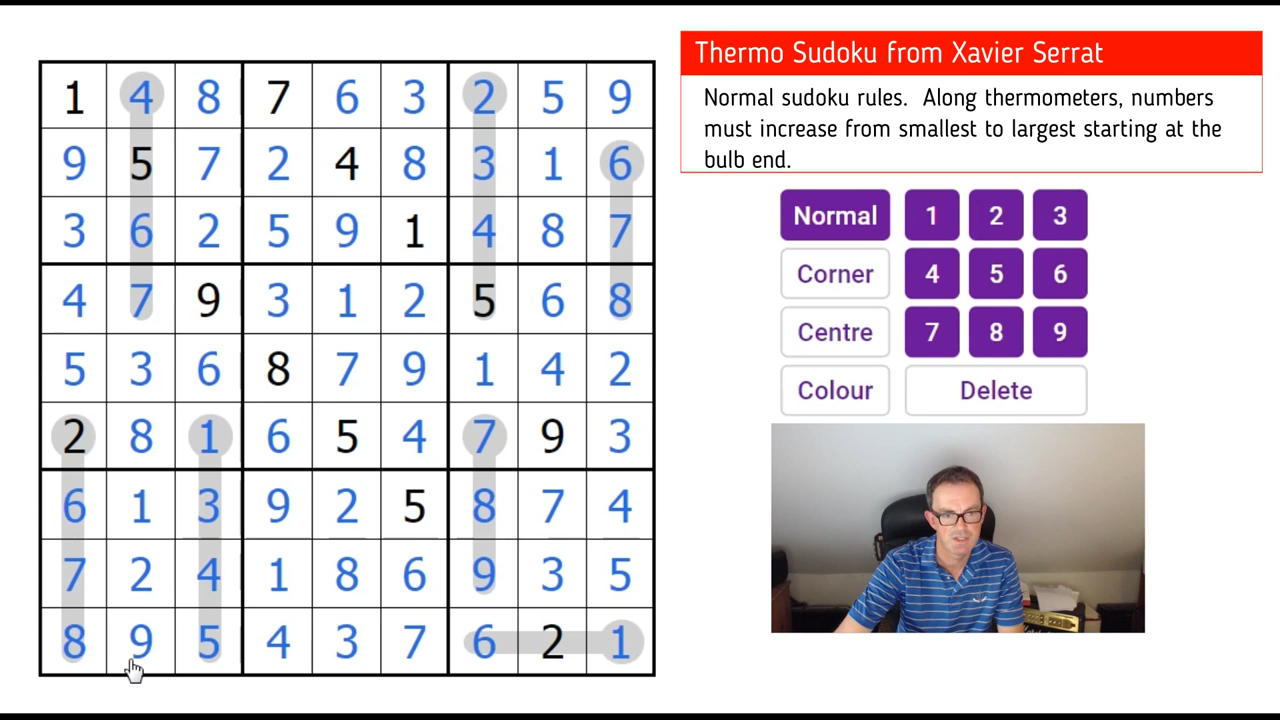 Thermo Sudoku from Xavier Serrat
Normal sudoku rules. Along thermometers, numbers
must increase from smallest to largest starting at the
bulb end.
1 4 8 7 6 3 2 5 9
9 5 7 2 4 8 3 1 6
3 6 2 5 9 1 4 8 7
4 7 9 3 1 2 5 6 8
5 3 6 8 7 9 1 4 2
2 8 1 6 5 4 7 9 3
6 1 3 9 2 5 8 7 4
7 2 4 1 8 6 9 3 5
8 9 5 4 3 7 6 2 1
Normal 1 2 3
Corner 4 5 6
Centre 7 8 9
Colour Delete